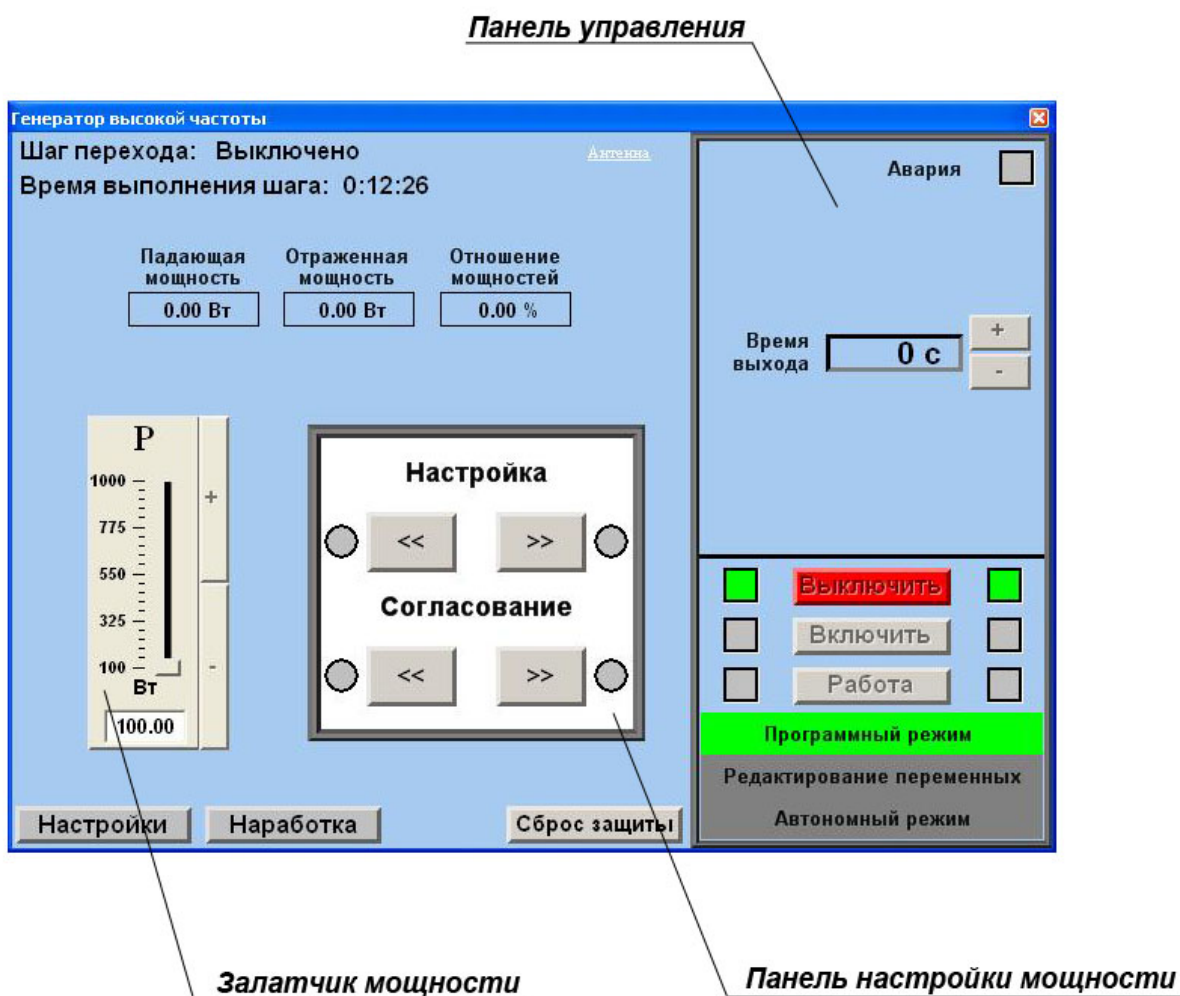 Панель управления
Генератор высокой частоты
Шаг перехода: Выключено
Антенна
Время выполнения шага: 0:12:26
Авария
Падающая мощность
Отраженная мощность
Отношение мощностей
0.00 Вт
0.00 Вт
0.00 %
Время выхода
0 с
+
-
P
1000
775
550
325
100
Вт
100.00
+
-
Настройка
<<
>>
Согласование
<<
>>
Выключить
Включить
Работа
Программный режим
Редактирование переменных
Автономный режим
Настройки
Наработка
Сброс защиты
Залатчик мощности
Панель настройки мощности